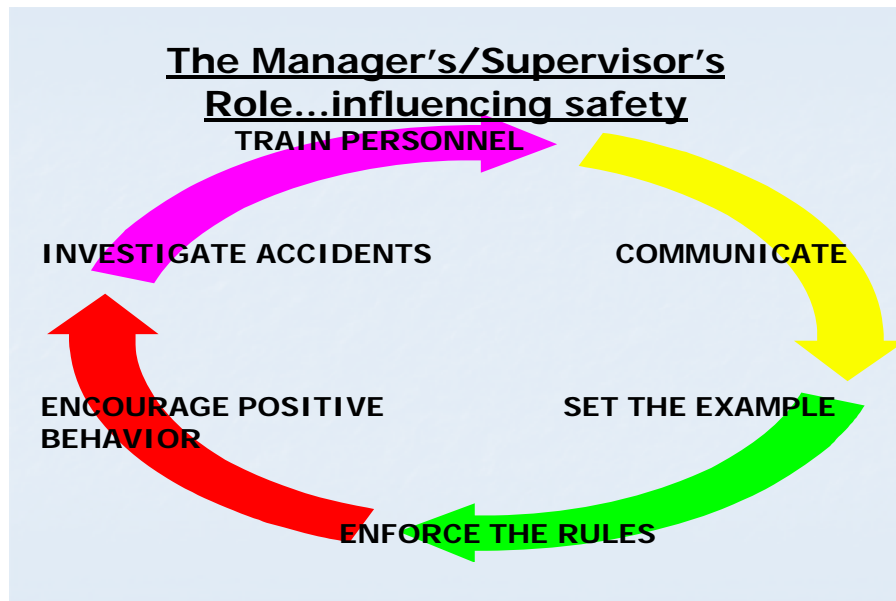 The Manager's/Supervisor's
Role...influencing safety
TRAIN PERSONNEL
INVESTIGATE ACCIDENTS
COMMUNICATE
ENCOURAGE POSITIVE
BEHAVIOR
SET THE EXAMPLE
ENFORCE THE RULES